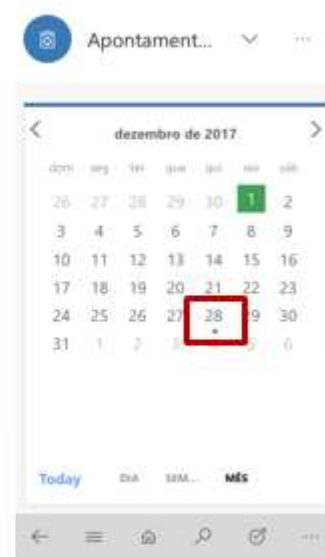 Apontament...
dezembro de 2017
dom seg ter qua qui sex sáb
26 27 28 29 30 1 2
3 4 5 6 7 8 9
10 11 12 13 14 15 16
17 18 19 20 21 22 23
24 25 26 27 28 29 30
31 1 2 3 5 6
Today DIA SEM... MÊS